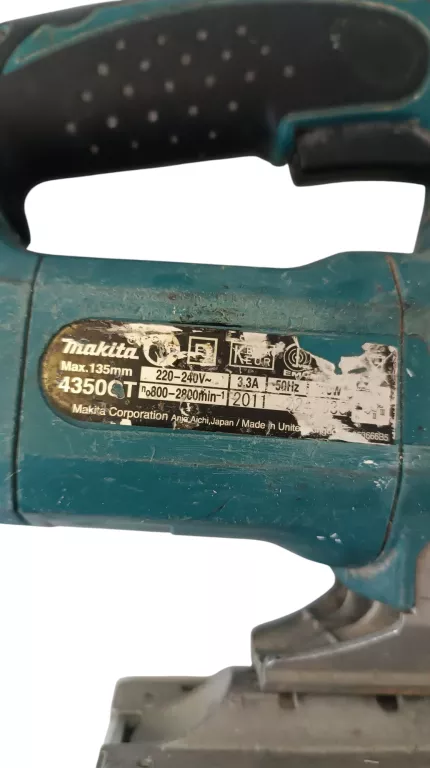 makita
Max.135mm
4350CT
220-240V~ 3.3A 50Hz
n₀800-2800min⁻¹ 2011
Makita Corporation Anjo, Aichi, Japan / Made in Unite